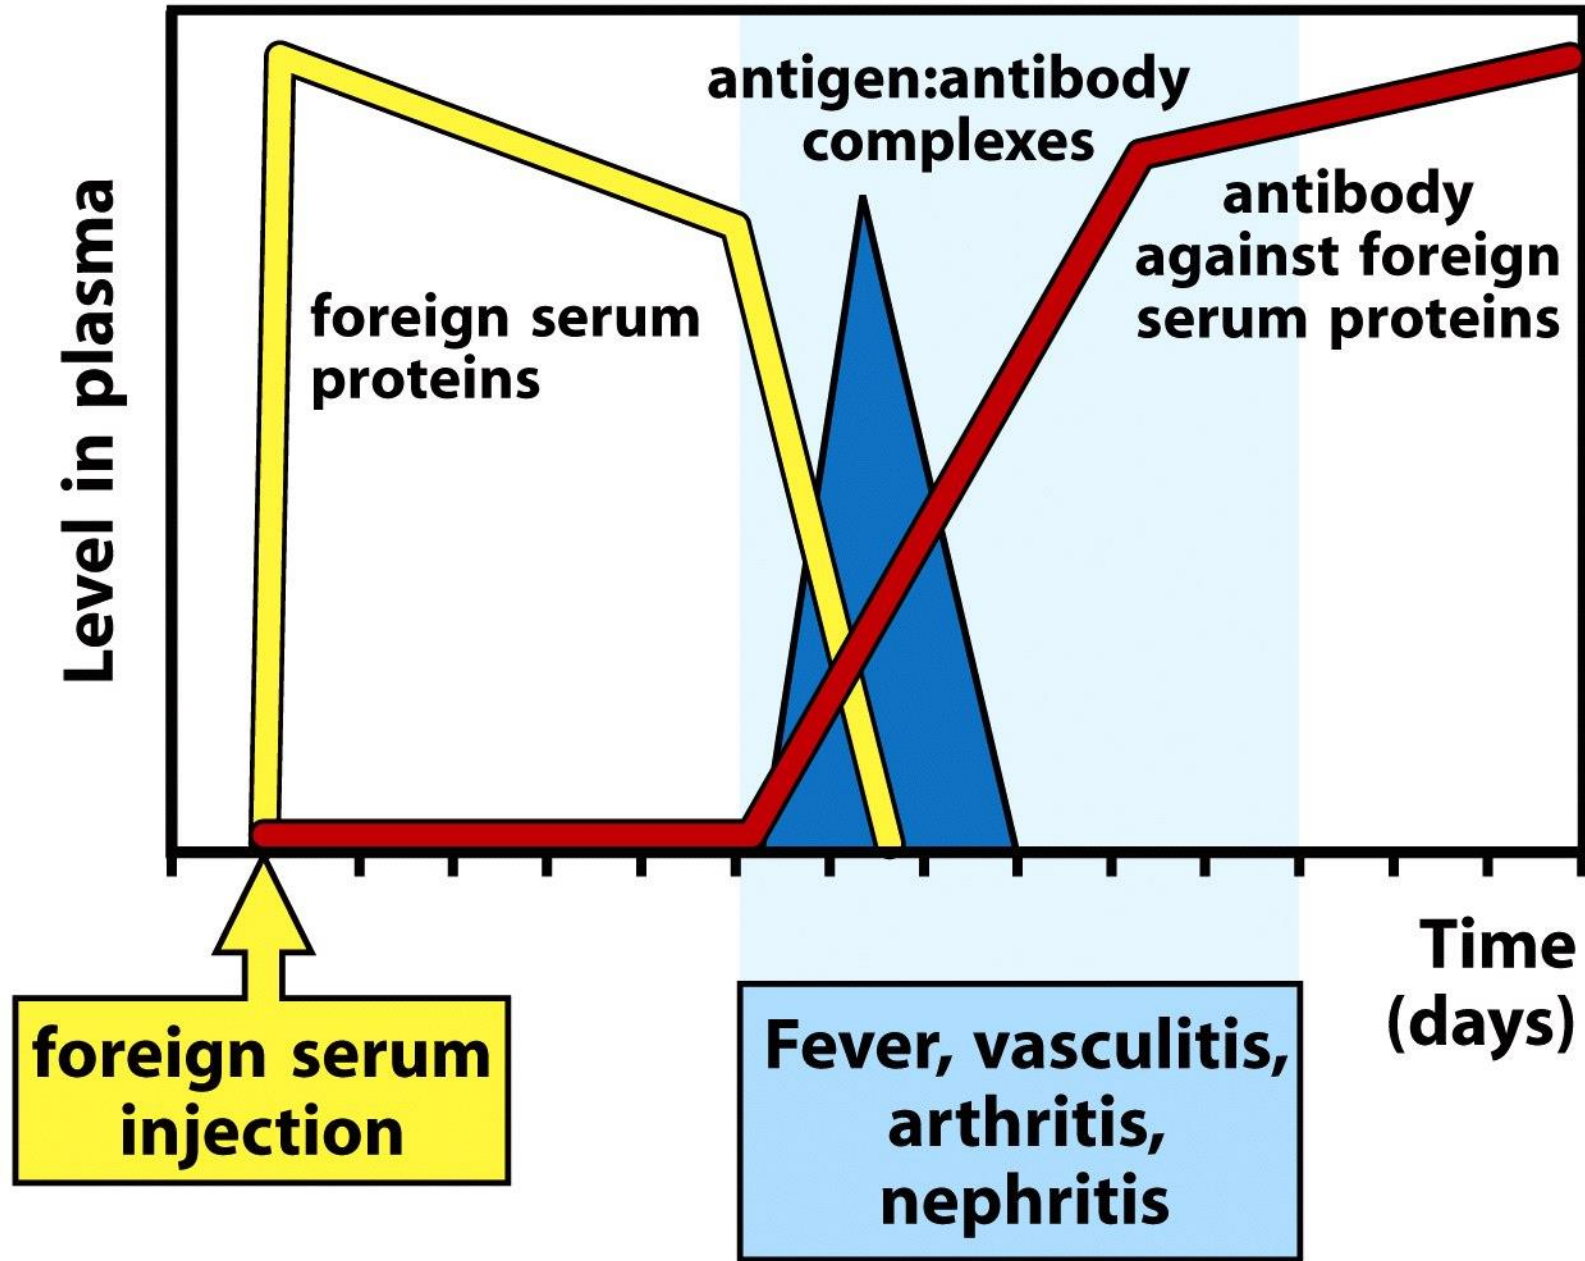 antigen:antibody
complexes
antibody
against foreign
serum proteins
foreign serum
proteins
Level in plasma
Time
(days)
foreign serum
injection
Fever, vasculitis,
arthritis,
nephritis